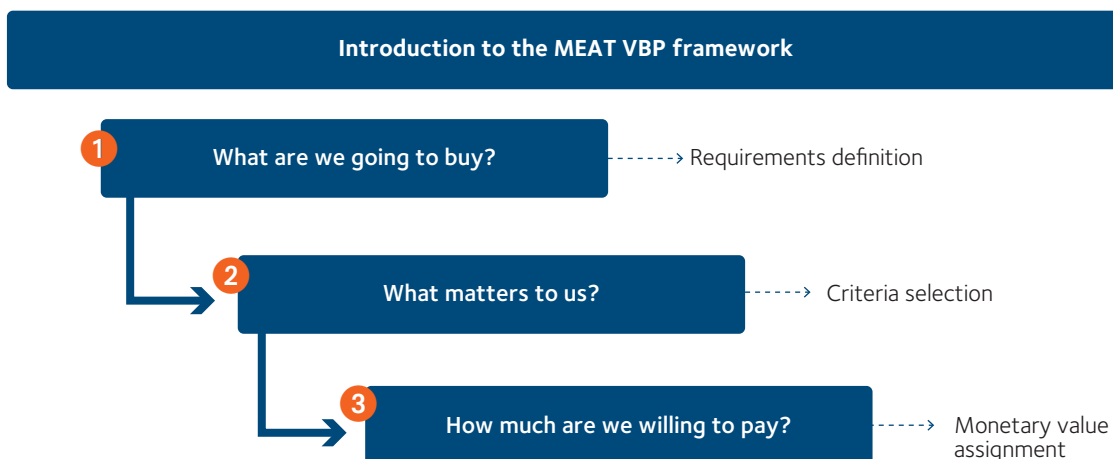 Introduction to the MEAT VBP framework
1
What are we going to buy?
Requirements definition
2
What matters to us?
Criteria selection
3
How much are we willing to pay?
Monetary value
assignment